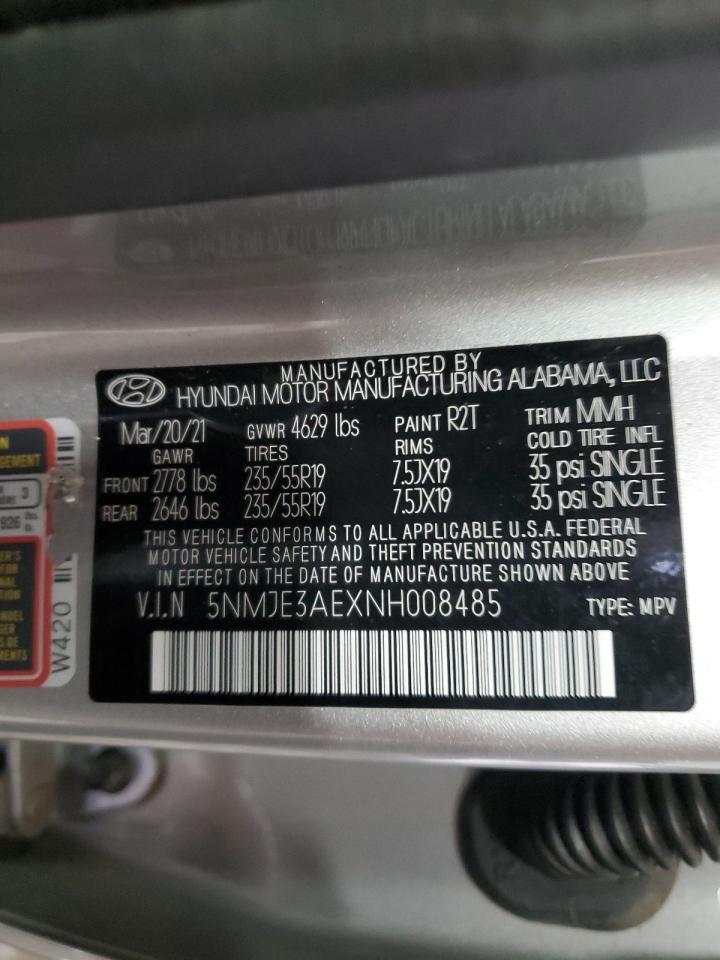 MANUFACTURED BY
HYUNDAI MOTOR MANUFACTURING ALABAMA, LLC
Mar/20/21 GVWR 4629 lbs PAINT R2T TRIM MMH
GAWR TIRES RIMS COLD TIRE INFL
FRONT 2778 lbs 235/55R19 7.5JX19 35 psi SINGLE
REAR 2646 lbs 235/55R19 7.5JX19 35 psi SINGLE
THIS VEHICLE CONFORMS TO ALL APPLICABLE U.S.A. FEDERAL
MOTOR VEHICLE SAFETY AND THEFT PREVENTION STANDARDS
IN EFFECT ON THE DATE OF MANUFACTURE SHOWN ABOVE
V.I.N 5NMJE3AEXNH008485 TYPE: MPV
3
926 lbs.
W420